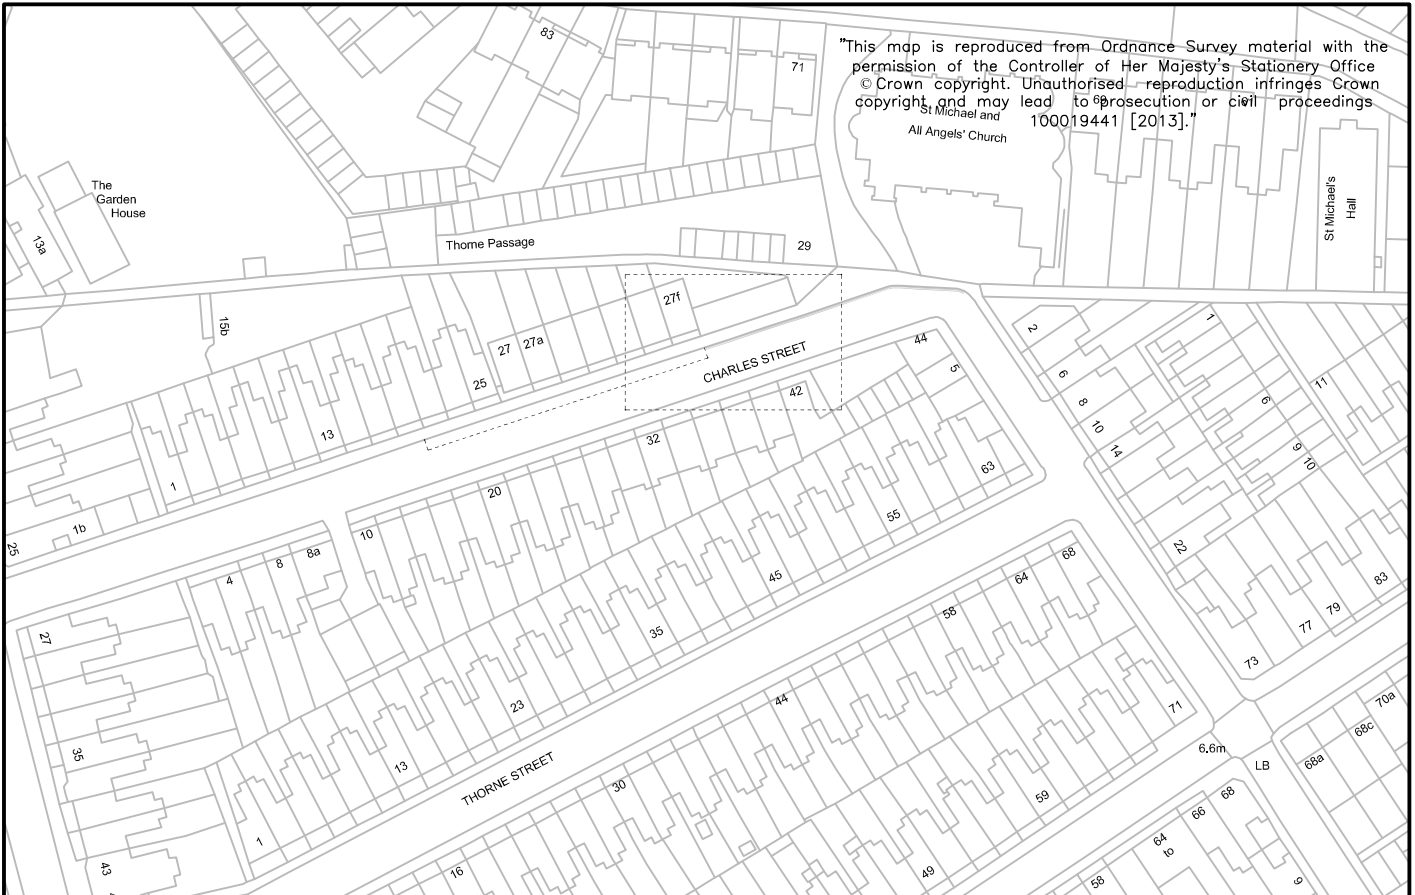 "This map is reproduced from Ordnance Survey material with the
permission of the Controller of Her Majesty's Stationery Office
© Crown copyright. Unauthorised reproduction infringes Crown
copyright and may lead to prosecution or civil proceedings
100019441 [2013]."
83
71
69
St Michael and
All Angels' Church
St Michael's
Hall
The
Garden
House
13a
Thorne Passage
29
15b
27f
27
27a
25
13
1
1b
25
CHARLES STREET
44
5
42
32
20
10
8a
8
4
2
6
8
10
14
22
1
6
9
10
11
63
55
45
35
23
13
1
27
35
43
THORNE STREET
68
64
58
44
30
16
71
59
49
73
77
79
83
6.6m
LB
70a
68c
68a
68
66
64
to
58
9